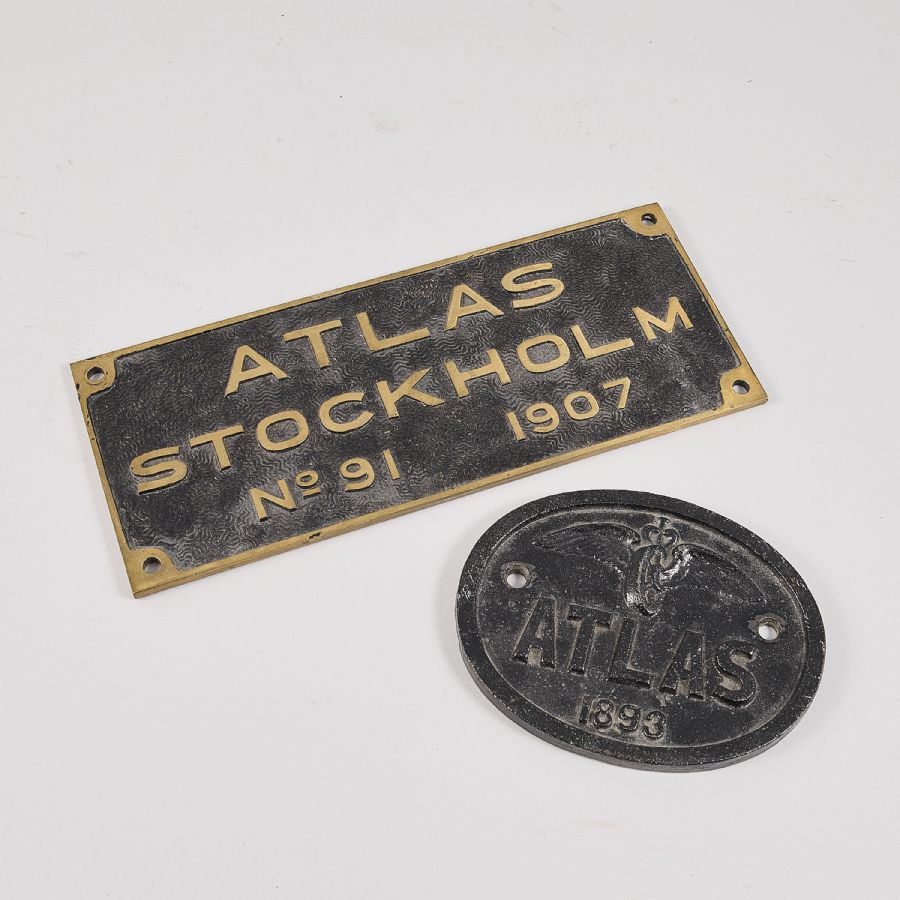 ATLAS
STOCKHOLM
Nº 91 1907
ATLAS
1893